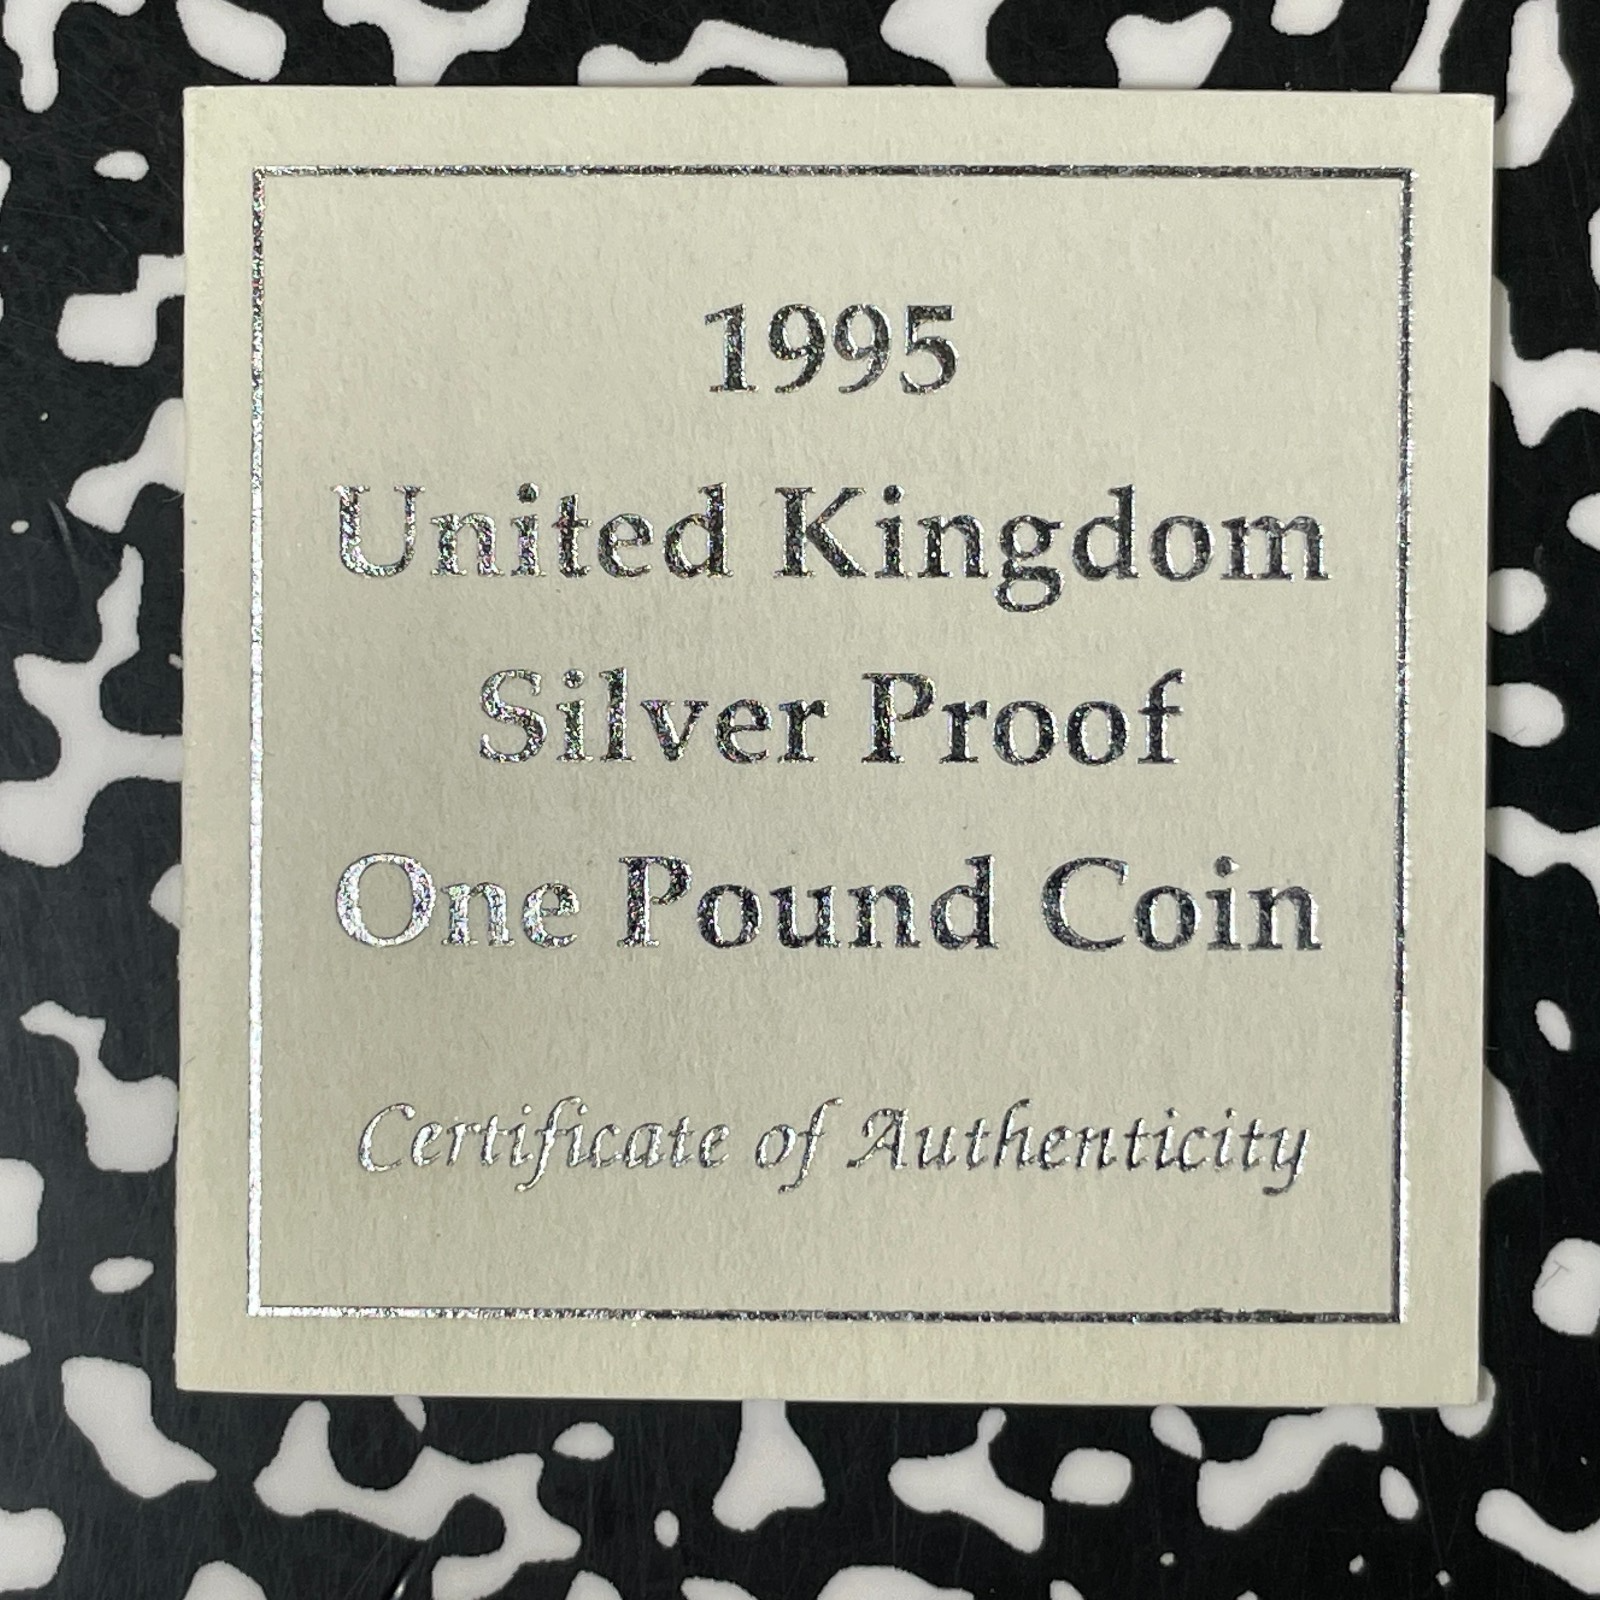 1995
United Kingdom
Silver Proof
One Pound Coin
Certificate of Authenticity